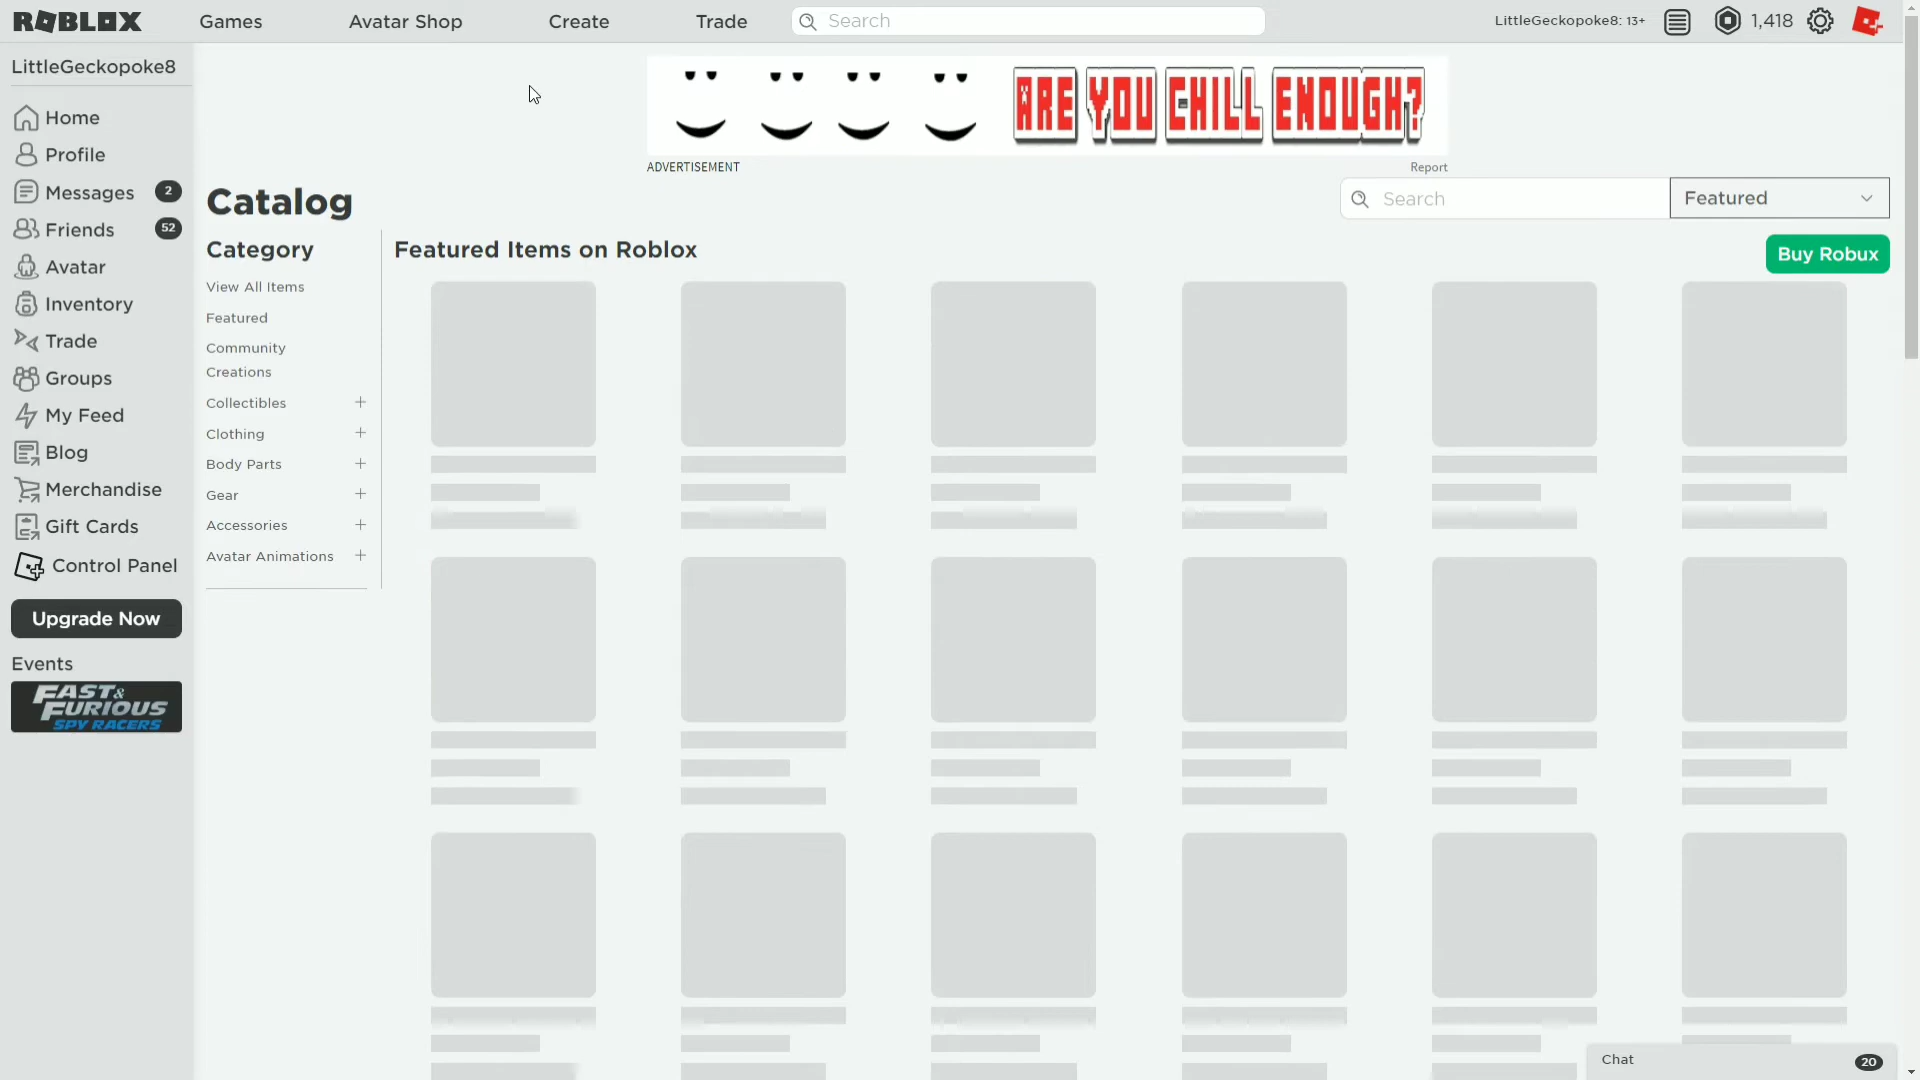 ROBLOX
Games
Avatar Shop
Create
Trade
Search
LittleGeckopoke8: 13+
1,418
LittleGeckopoke8
Home
Profile
Messages 2
Friends 52
Avatar
Inventory
Trade
Groups
My Feed
Blog
Merchandise
Gift Cards
Control Panel
Upgrade Now
Events
FAST &
FURIOUS
SPY RACERS
ARE YOU CHILL ENOUGH?
ADVERTISEMENT
Report
Catalog
Search
Featured
Category
View All Items
Featured
Community
Creations
Collectibles +
Clothing +
Body Parts +
Gear +
Accessories +
Avatar Animations +
Featured Items on Roblox
Buy Robux
Chat
20